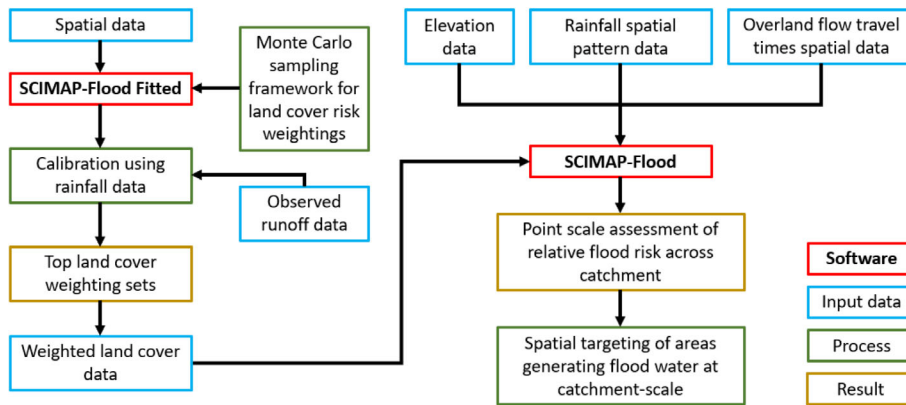 Spatial data
SCIMAP-Flood Fitted
Monte Carlo
sampling
framework for
land cover risk
weightings
Calibration using
rainfall data
Observed
runoff data
Top land cover
weighting sets
Weighted land cover
data
Elevation
data
Rainfall spatial
pattern data
Overland flow travel
times spatial data
SCIMAP-Flood
Point scale assessment of
relative flood risk across
catchment
Spatial targeting of areas
generating flood water at
catchment-scale
Software
Input data
Process
Result